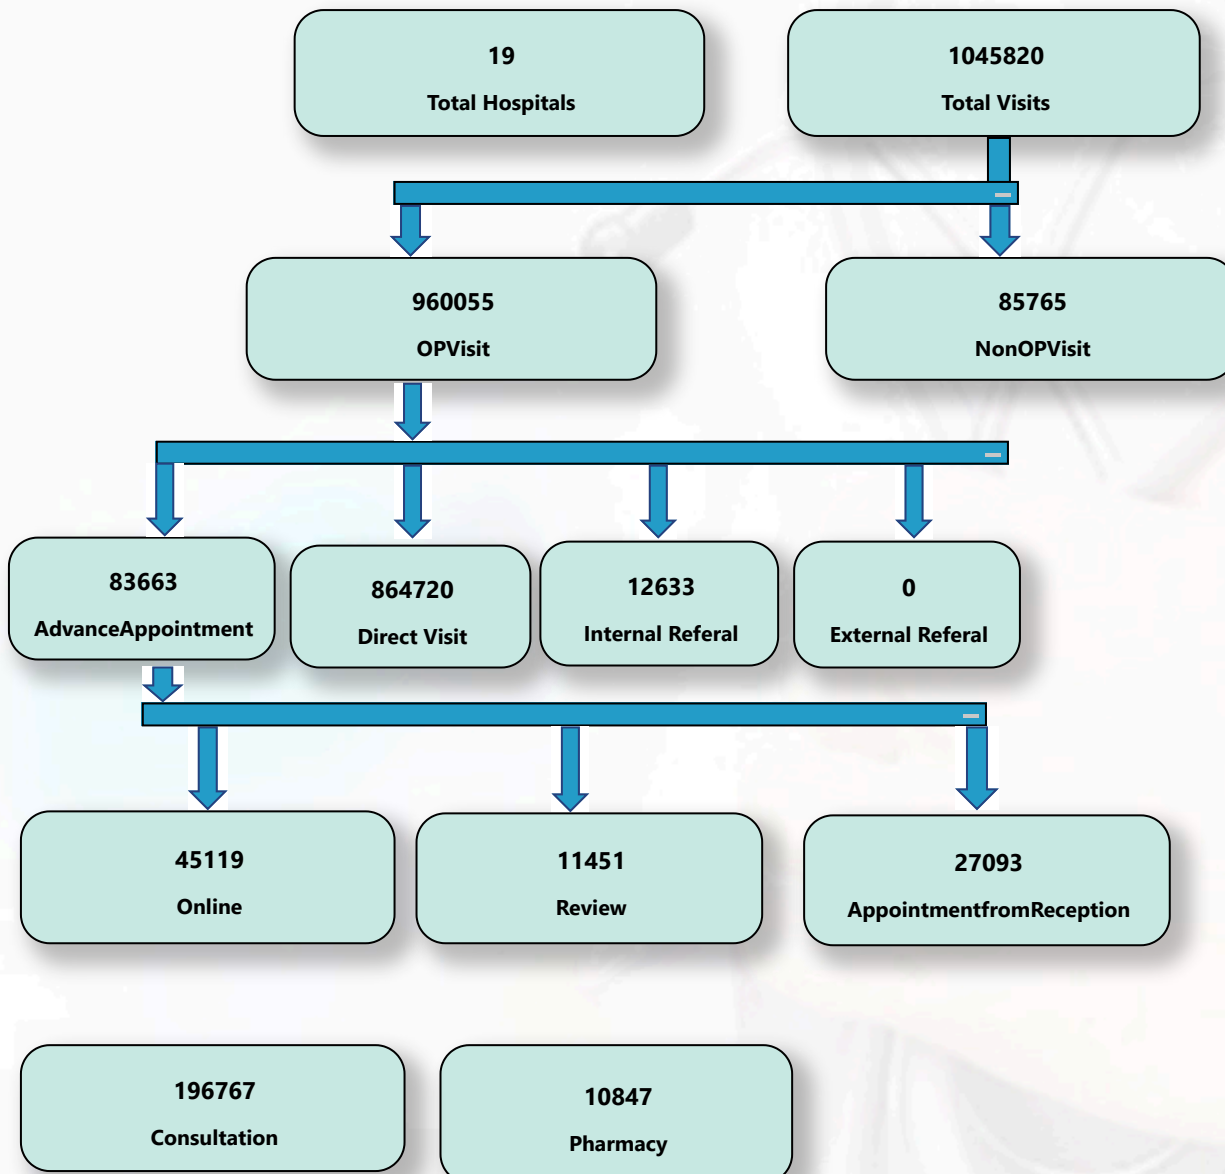 19
Total Hospitals
1045820
Total Visits
960055
OPVisit
85765
NonOPVisit
83663
AdvanceAppointment
864720
Direct Visit
12633
Internal Referal
0
External Referal
45119
Online
11451
Review
27093
AppointmentfromReception
196767
Consultation
10847
Pharmacy